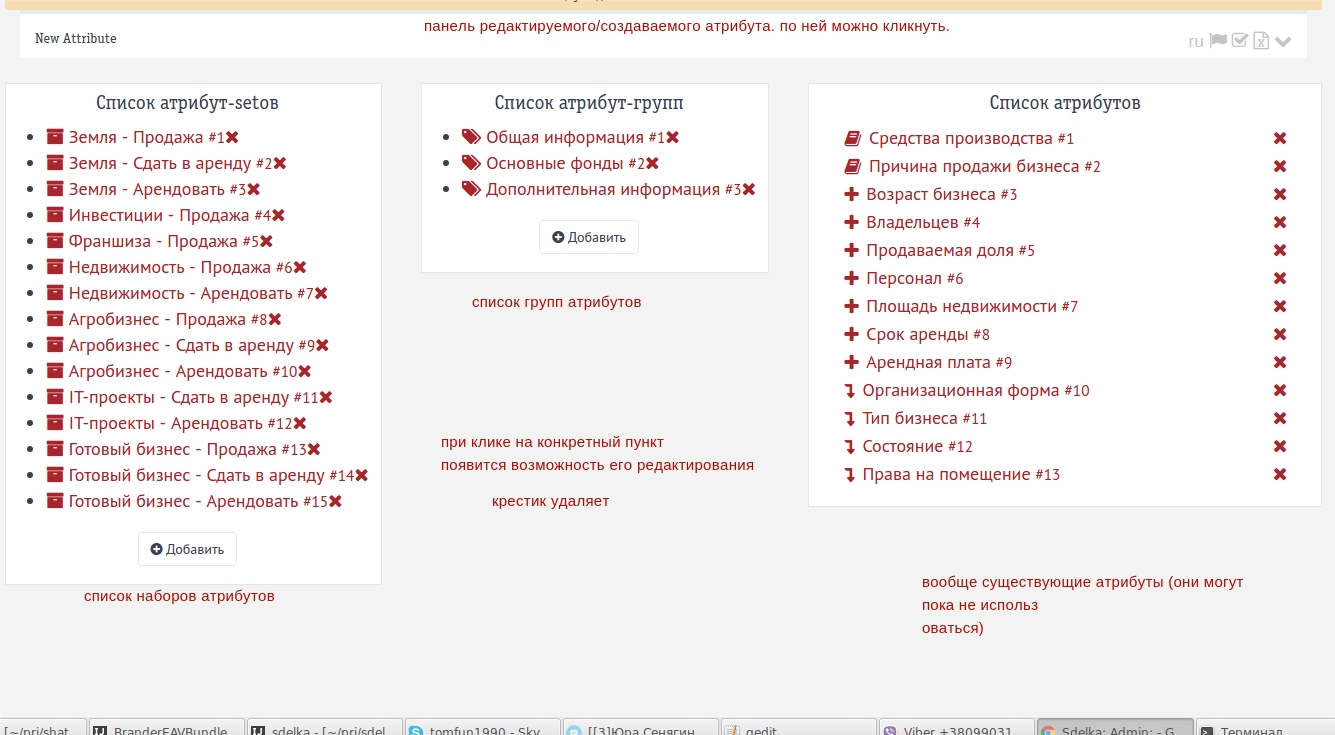 панель редактируемого/создаваемого атрибута. по ней можно кликнуть.
New Attribute
ru
Список атрибут-setов
Земля - Продажа #1
Земля - Сдать в аренду #2
Земля - Арендовать #3
Инвестиции - Продажа #4
Франшиза - Продажа #5
Недвижимость - Продажа #6
Недвижимость - Арендовать #7
Агробизнес - Продажа #8
Агробизнес - Сдать в аренду #9
Агробизнес - Арендовать #10
IT-проекты - Сдать в аренду #11
IT-проекты - Арендовать #12
Готовый бизнес - Продажа #13
Готовый бизнес - Сдать в аренду #14
Готовый бизнес - Арендовать #15
Добавить
список наборов атрибутов
Список атрибут-групп
Общая информация #1
Основные фонды #2
Дополнительная информация #3
Добавить
список групп атрибутов
при клике на конкретный пункт
появится возможность его редактирования
крестик удаляет
Список атрибутов
Средства производства #1
Причина продажи бизнеса #2
Возраст бизнеса #3
Владельцев #4
Продаваемая доля #5
Персонал #6
Площадь недвижимости #7
Срок аренды #8
Арендная плата #9
Организационная форма #10
Тип бизнеса #11
Состояние #12
Права на помещение #13
вообще существующие атрибуты (они могут
пока не использ
оваться)
[~/prj/shat
BranderEAVBundle
sdelka - [~/prj/sdel
tomfun1990 - Sky
[[3]Юра Сенягин
gedit
Viber +38099031
Sdelka: Admin: - G
Терминал